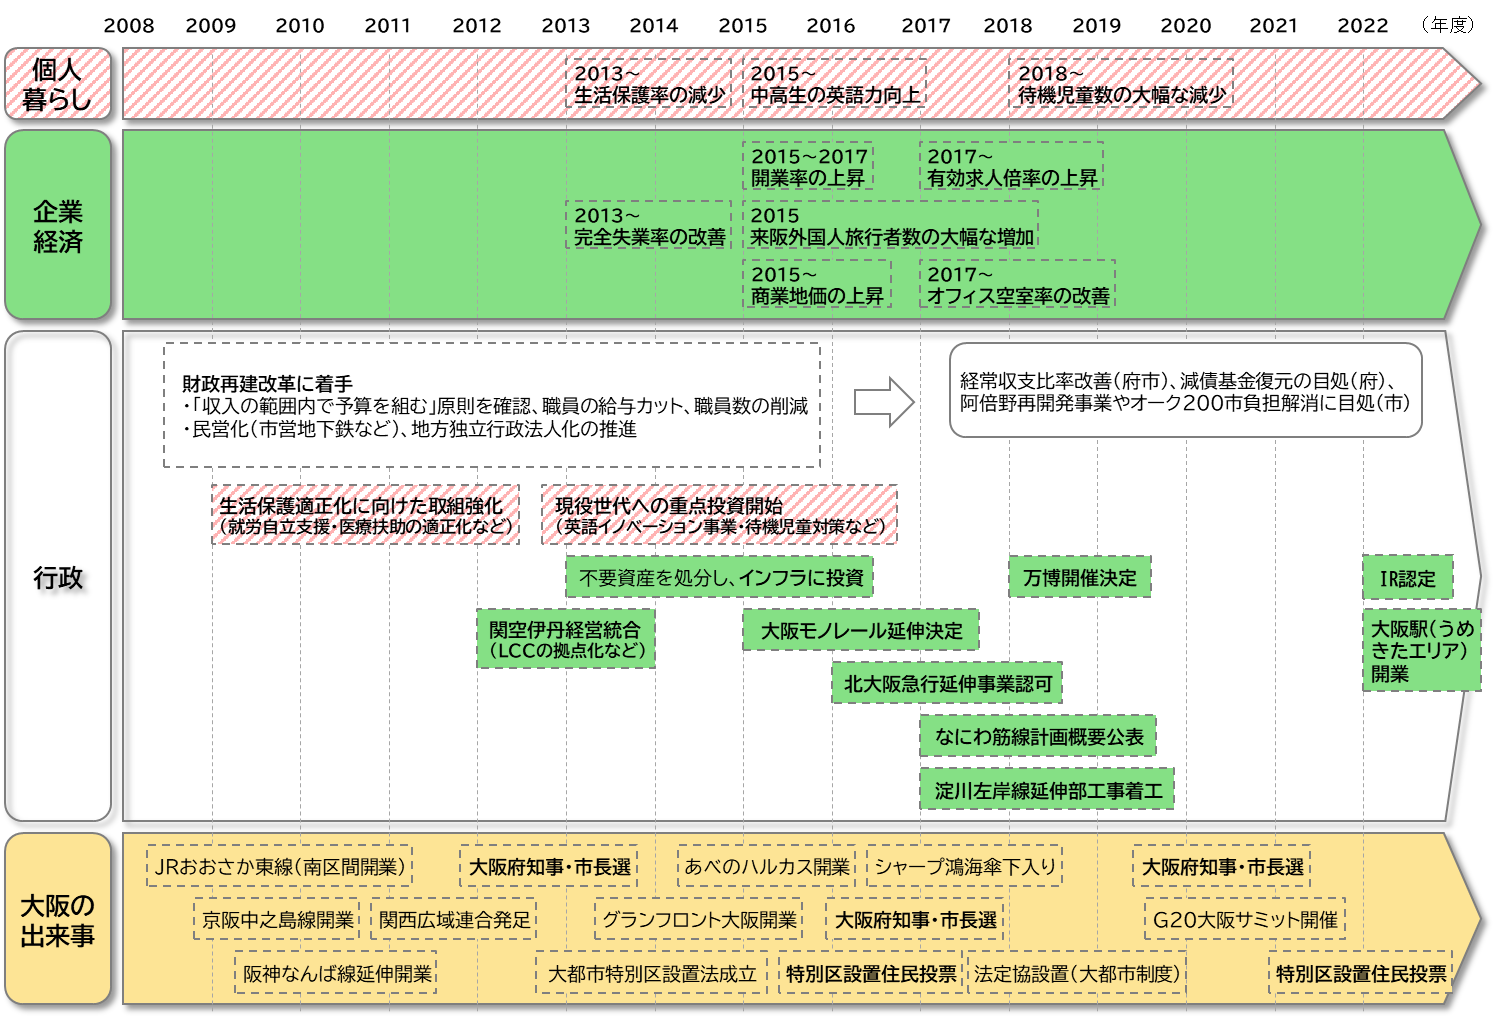 2008 2009 2010 2011 2012 2013 2014 2015 2016 2017 2018 2019 2020 2021 2022 （年度）
個人
暮らし
2013～
生活保護率の減少
2015～
中高生の英語力向上
2018～
待機児童数の大幅な減少
企業
経済
2015～2017
開業率の上昇
2017～
有効求人倍率の上昇
2013～
完全失業率の改善
2015
来阪外国人旅行者数の大幅な増加
2015～
商業地価の上昇
2017～
オフィス空室率の改善
行政
財政再建改革に着手
・「収入の範囲内で予算を組む」原則を確認、職員の給与カット、職員数の削減
・民営化（市営地下鉄など）、地方独立行政法人化の推進
経常収支比率改善（府市）、減債基金復元の目処（府）、
阿倍野再開発事業やオーク200市負担解消に目処（市）
生活保護適正化に向けた取組強化
（就労自立支援・医療扶助の適正化など）
現役世代への重点投資開始
（英語イノベーション事業・待機児童対策など）
不要資産を処分し、インフラに投資
万博開催決定
IR認定
関空伊丹経営統合
（LCCの拠点化など）
大阪モノレール延伸決定
大阪駅（うめ
きたエリア）
開業
北大阪急行延伸事業認可
なにわ筋線計画概要公表
淀川左岸線延伸部工事着工
大阪の
出来事
JRおおさか東線（南区間開業）
大阪府知事・市長選
あべのハルカス開業
シャープ鴻海傘下入り
大阪府知事・市長選
京阪中之島線開業
関西広域連合発足
グランフロント大阪開業
大阪府知事・市長選
G20大阪サミット開催
阪神なんば線延伸開業
大都市特別区設置法成立
特別区設置住民投票
法定協設置（大都市制度）
特別区設置住民投票